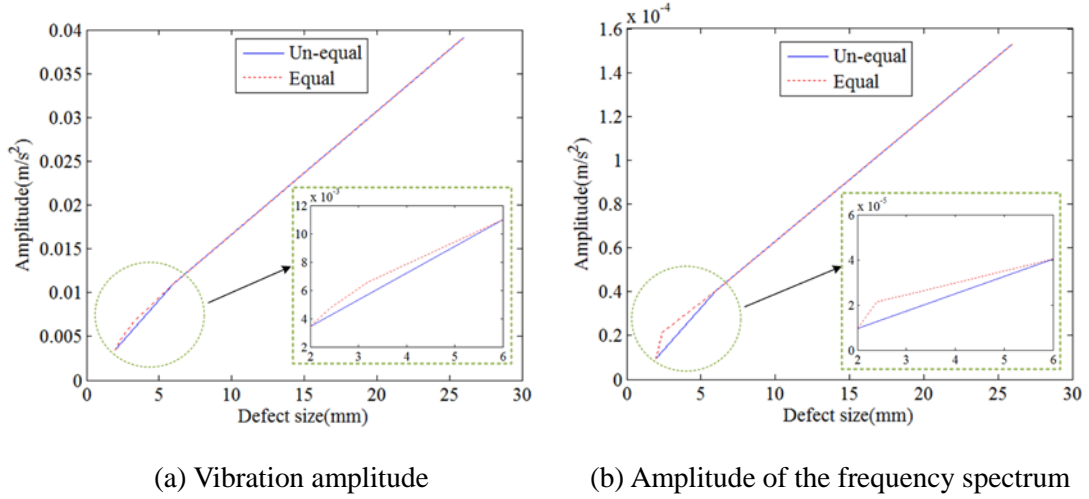 0.04
0.035
0.03
0.025
0.02
0.015
0.01
0.005
0
Amplitude(m/s²)
Un-equal
Equal
x 10⁻³
12
10
8
6
4
2
2 3 4 5 6
0 5 10 15 20 25 30
Defect size(mm)
(a) Vibration amplitude
x 10⁻⁴
1.6
1.4
1.2
1
0.8
0.6
0.4
0.2
0
Amplitude(m/s²)
Un-equal
Equal
x 10⁻⁵
6
4
2
0
2 3 4 5 6
0 5 10 15 20 25 30
Defect size(mm)
(b) Amplitude of the frequency spectrum